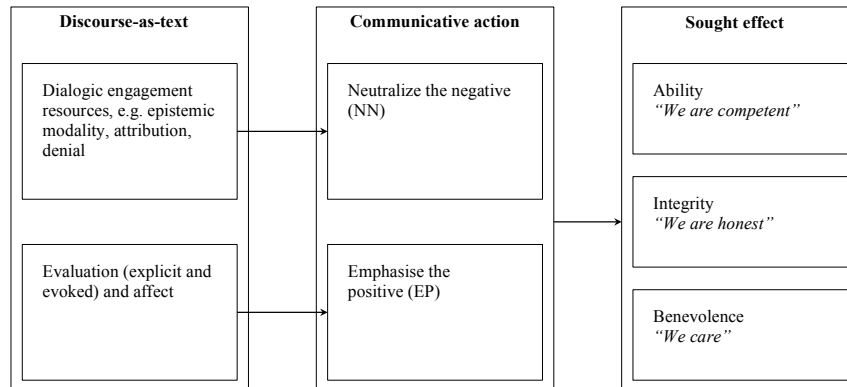 Discourse-as-text
Dialogic engagement
resources, e.g. epistemic
modality, attribution,
denial
Evaluation (explicit and
evoked) and affect
Communicative action
Neutralize the negative
(NN)
Emphasise the
positive (EP)
Sought effect
Ability
“We are competent”
Integrity
“We are honest”
Benevolence
“We care”